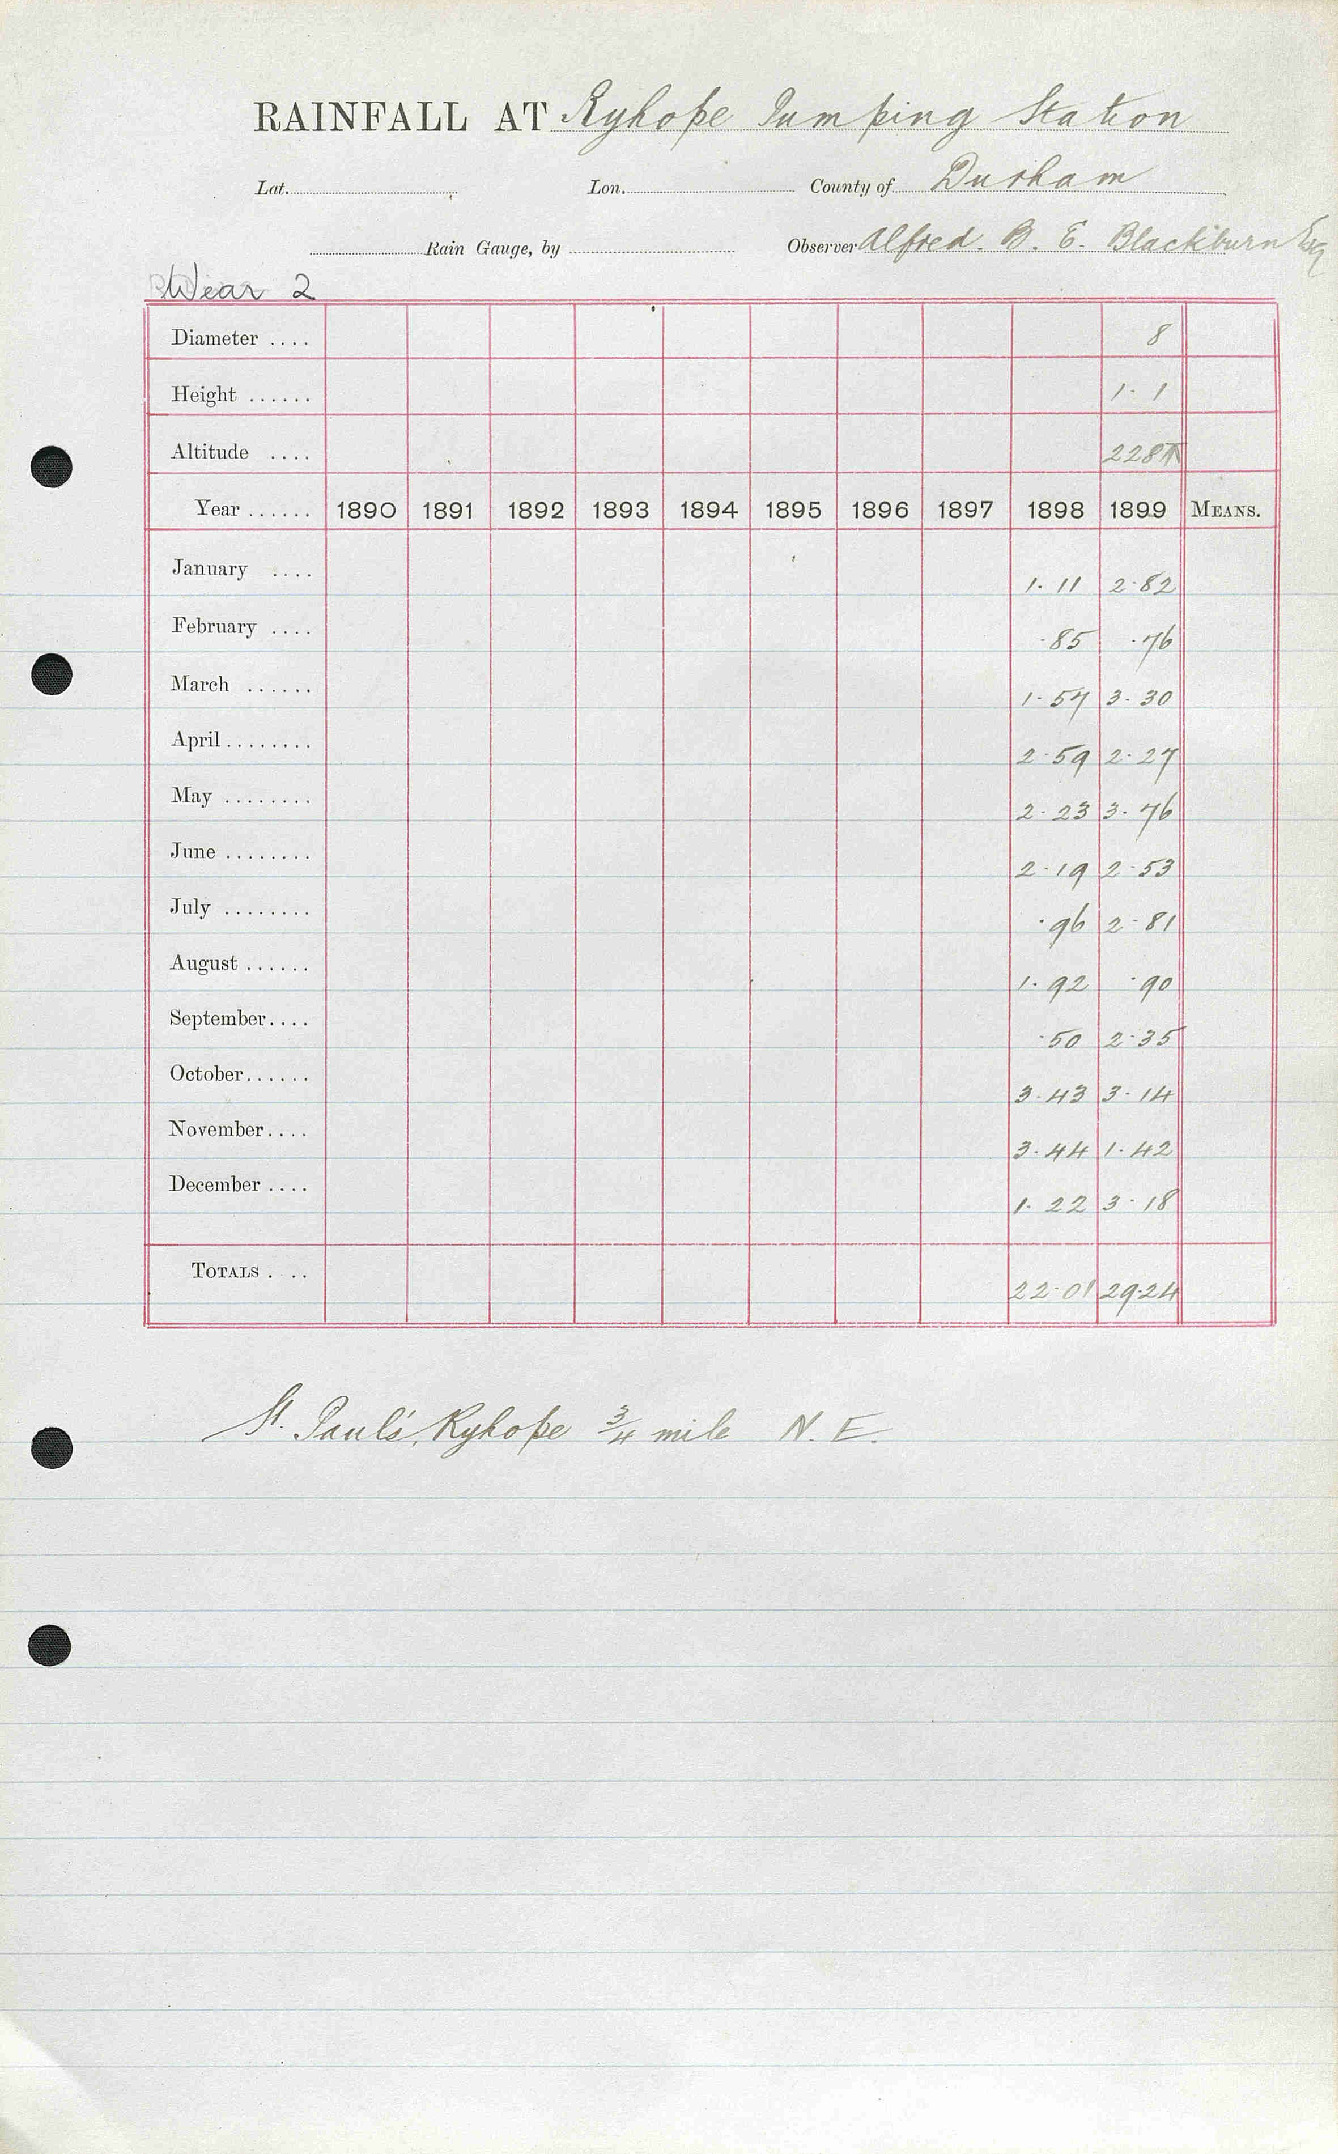 RAINFALL AT Ryhope Pumping Station
Lat. Lon. County of Durham
Rain Gauge, by Observer Alfred. B. E. Blackburn Esq
Wear 2
Diameter .... 8
Height ...... 1.1
Altitude .... 228T
Year ...... 1890 1891 1892 1893 1894 1895 1896 1897 1898 1899 MEANS.
January .... 1.11 2.82
February .... .85 .76
March ...... 1.57 3.30
April ........ 2.59 2.27
May ........ 2.23 3.76
June ........ 2.19 2.53
July ........ .96 2.81
August ...... 1.92 .90
September.... .50 2.35
October...... 3.43 3.14
November.... 3.44 1.42
December .... 1.22 3.18
TOTALS . .. 22.01 29.24
St. Paul's, Ryhope 3/4 mile N. E.